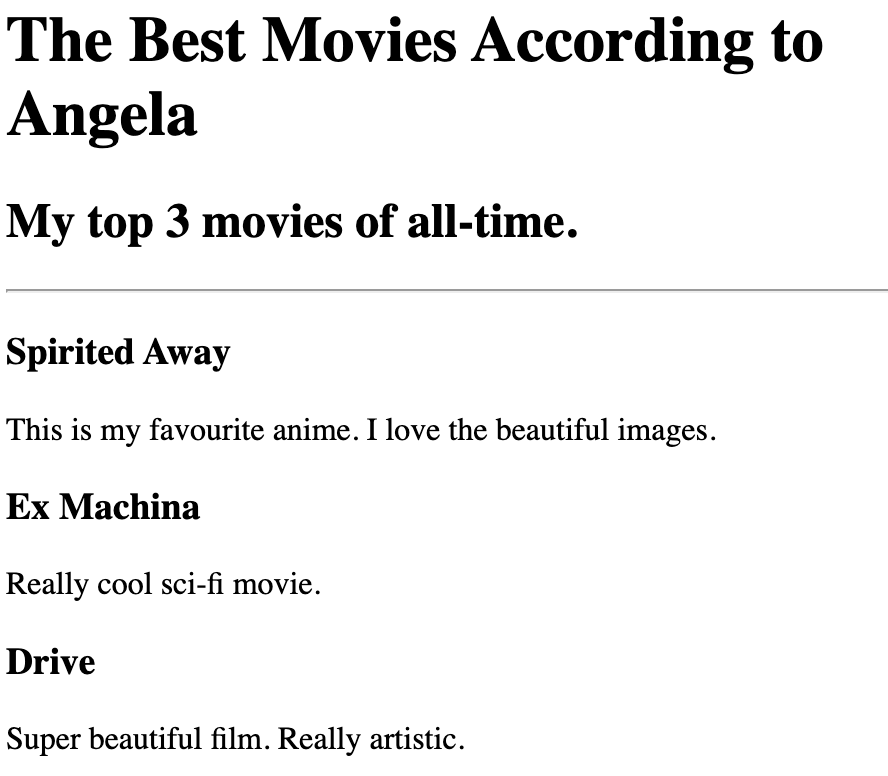 The Best Movies According to
Angela
My top 3 movies of all-time.
Spirited Away
This is my favourite anime. I love the beautiful images.
Ex Machina
Really cool sci-fi movie.
Drive
Super beautiful film. Really artistic.